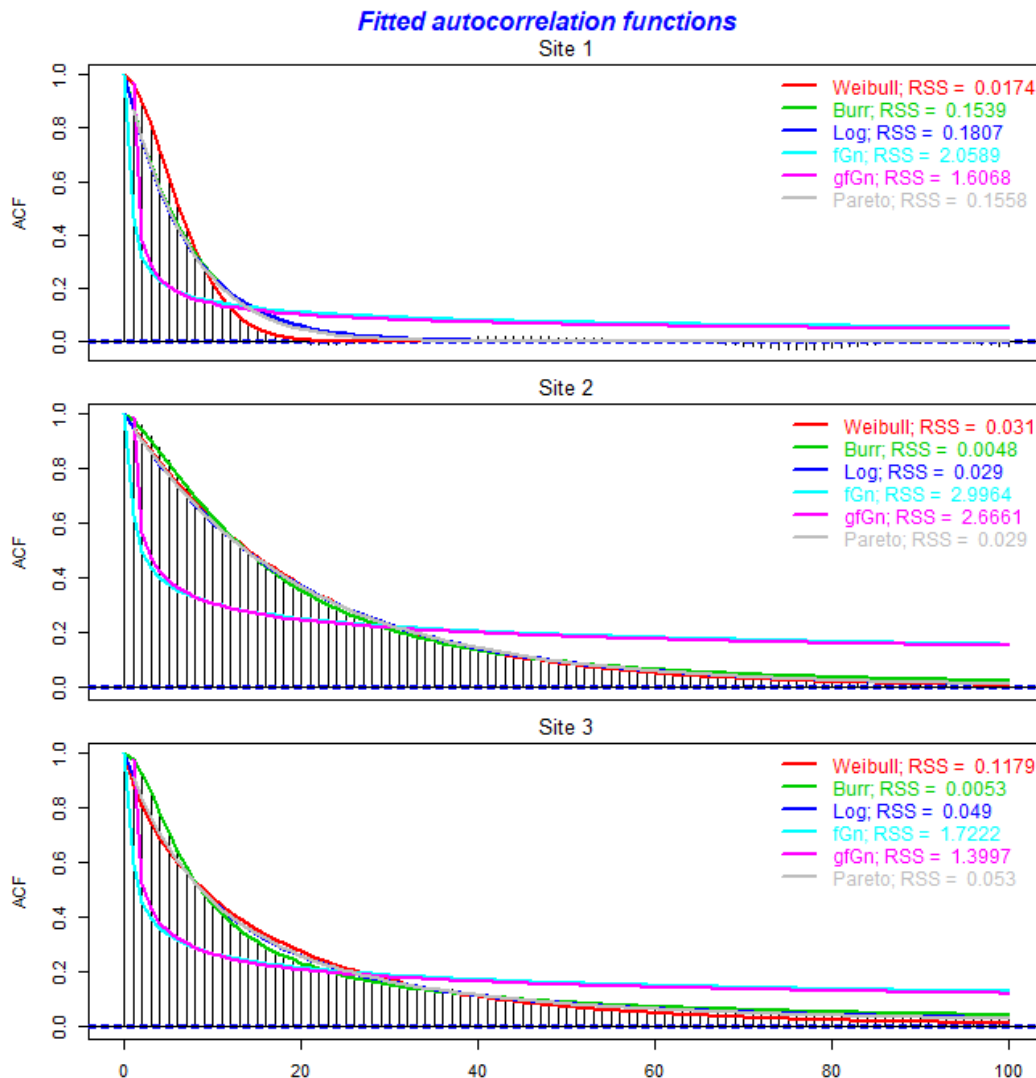 Fitted autocorrelation functions
Site 1
ACF
1.0
0.8
0.6
0.4
0.2
0.0
Weibull; RSS = 0.0174
Burr; RSS = 0.1539
Log; RSS = 0.1807
fGn; RSS = 2.0589
gfGn; RSS = 1.6068
Pareto; RSS = 0.1558
Site 2
ACF
1.0
0.8
0.6
0.4
0.2
0.0
Weibull; RSS = 0.031
Burr; RSS = 0.0048
Log; RSS = 0.029
fGn; RSS = 2.9964
gfGn; RSS = 2.6661
Pareto; RSS = 0.029
Site 3
ACF
1.0
0.8
0.6
0.4
0.2
0.0
Weibull; RSS = 0.1179
Burr; RSS = 0.0053
Log; RSS = 0.049
fGn; RSS = 1.7222
gfGn; RSS = 1.3997
Pareto; RSS = 0.053
0 20 40 60 80 100